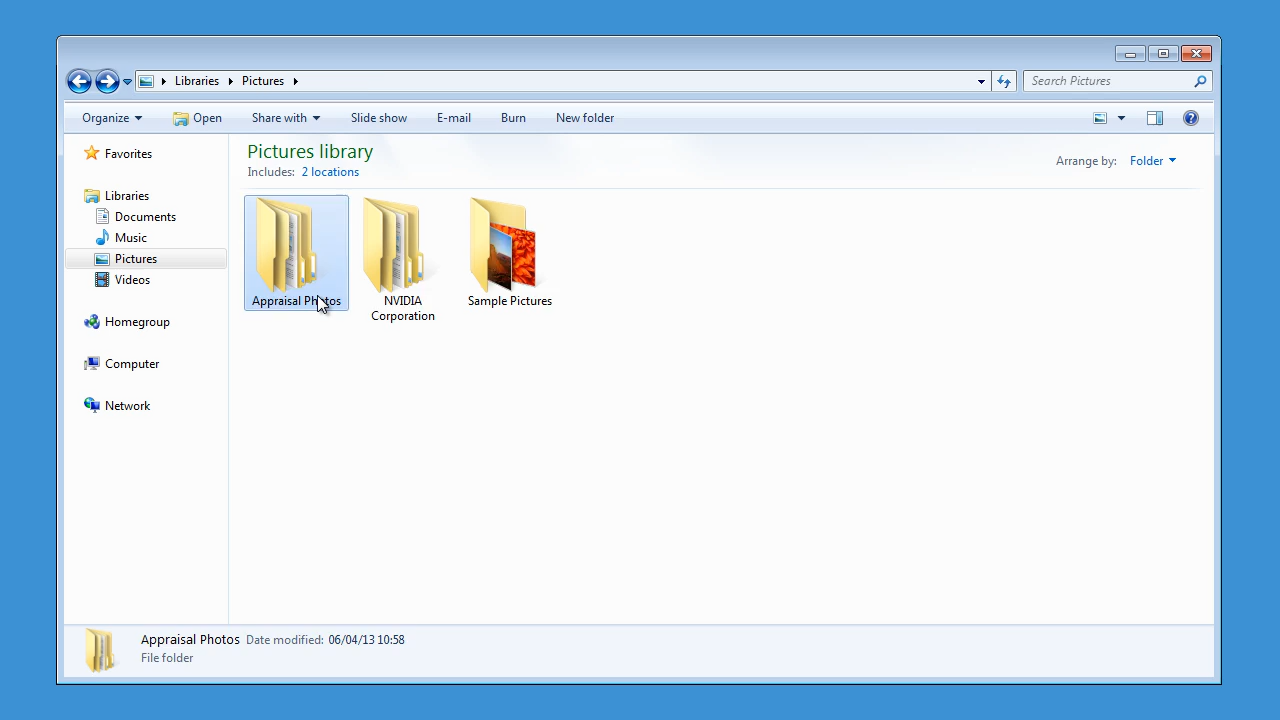 Libraries
Pictures
Search Pictures
Organize
Open
Share with
Slide show
E-mail
Burn
New folder
Favorites
Libraries
Documents
Music
Pictures
Videos
Homegroup
Computer
Network
Pictures library
Includes: 2 locations
Arrange by: Folder
Appraisal Photos
NVIDIA
Corporation
Sample Pictures
Appraisal Photos Date modified: 06/04/13 10:58
File folder